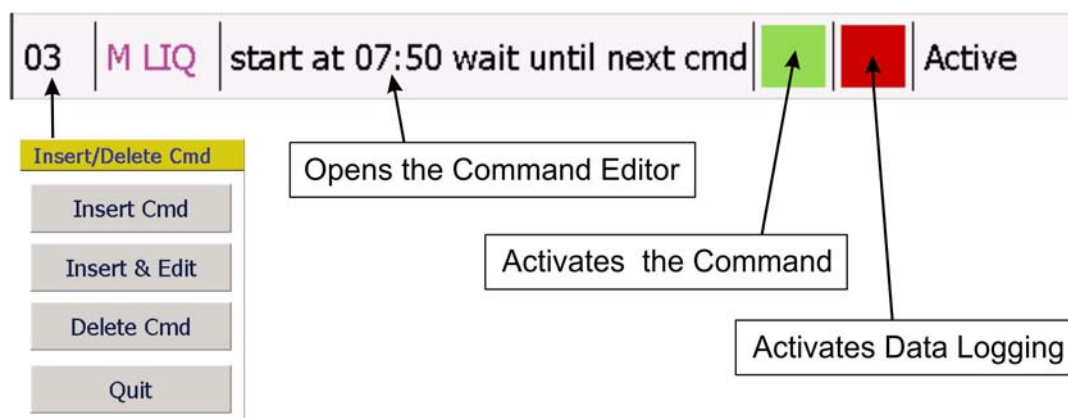 03 M LIQ start at 07:50 wait until next cmd Active
Insert/Delete Cmd
Insert Cmd
Insert & Edit
Delete Cmd
Quit
Opens the Command Editor
Activates the Command
Activates Data Logging